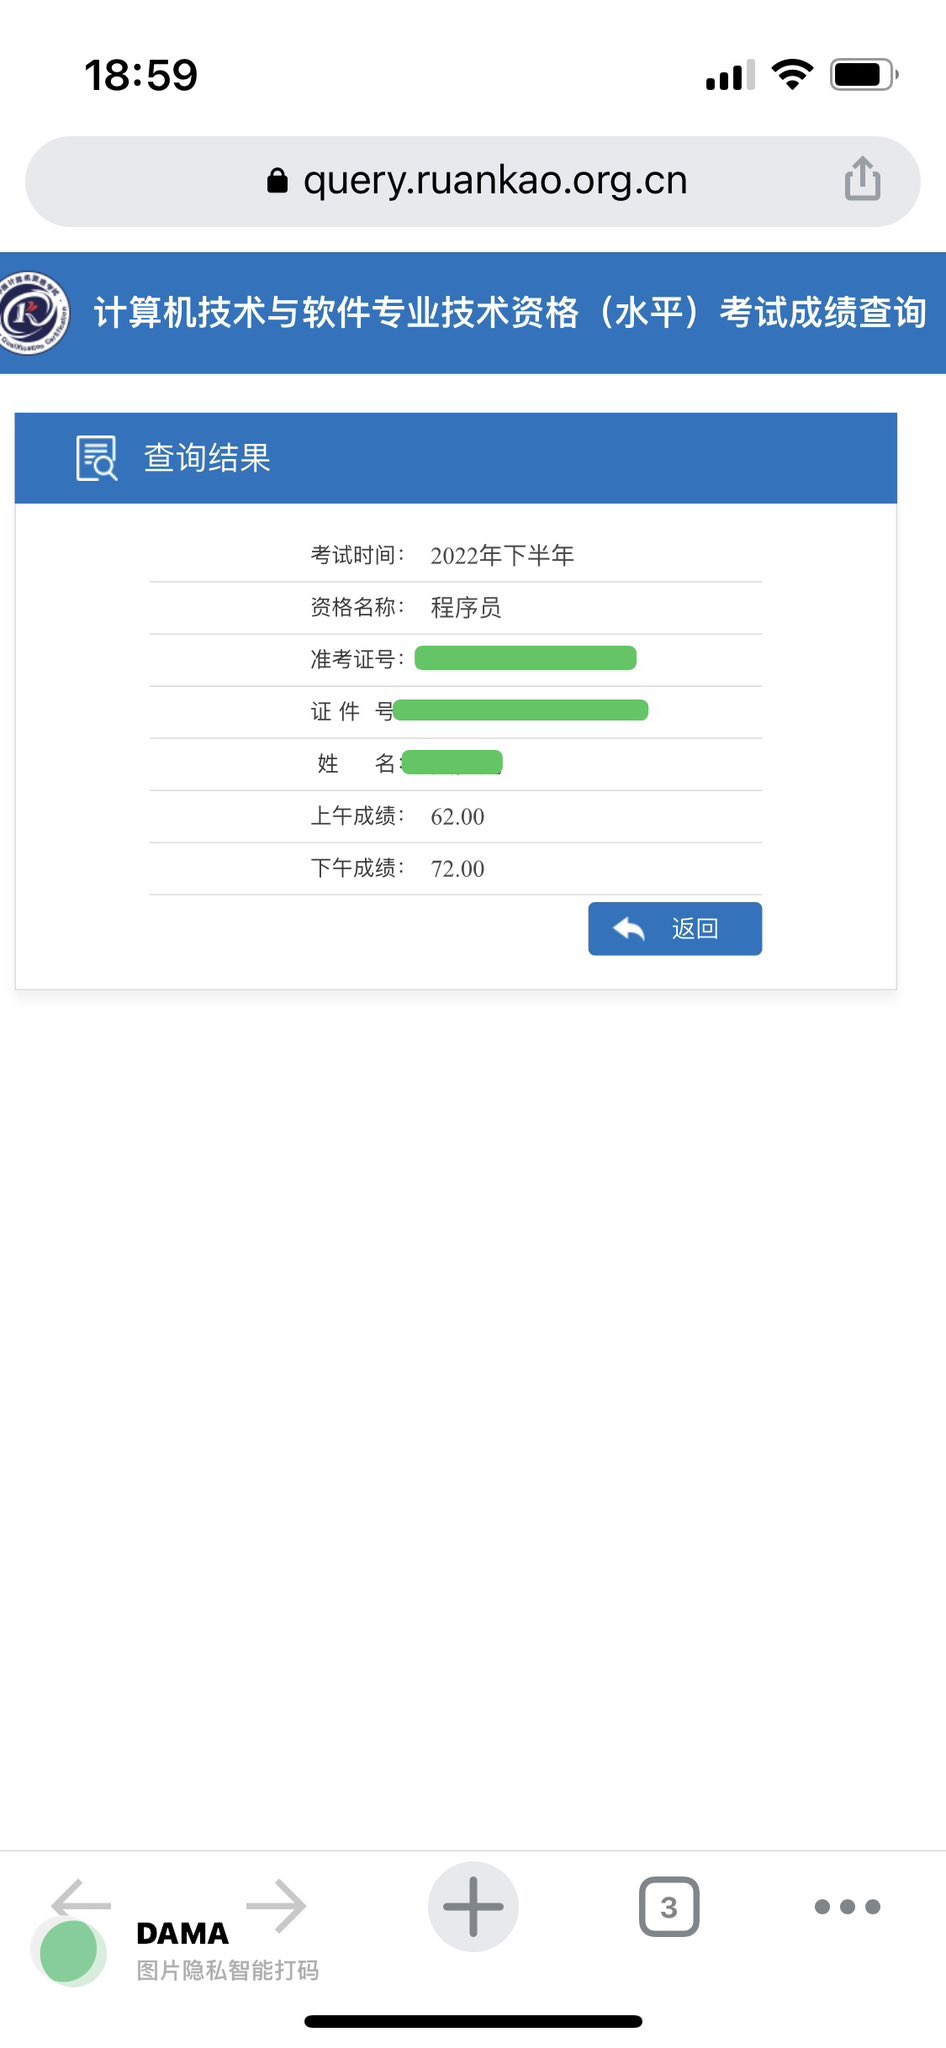 18:59
query.ruankao.org.cn
计算机技术与软件专业技术资格（水平）考试成绩查询
查询结果
考试时间： 2022年下半年
资格名称： 程序员
准考证号：
证 件 号
姓 名：
上午成绩： 62.00
下午成绩： 72.00
返回
3
DAMA
图片隐私智能打码